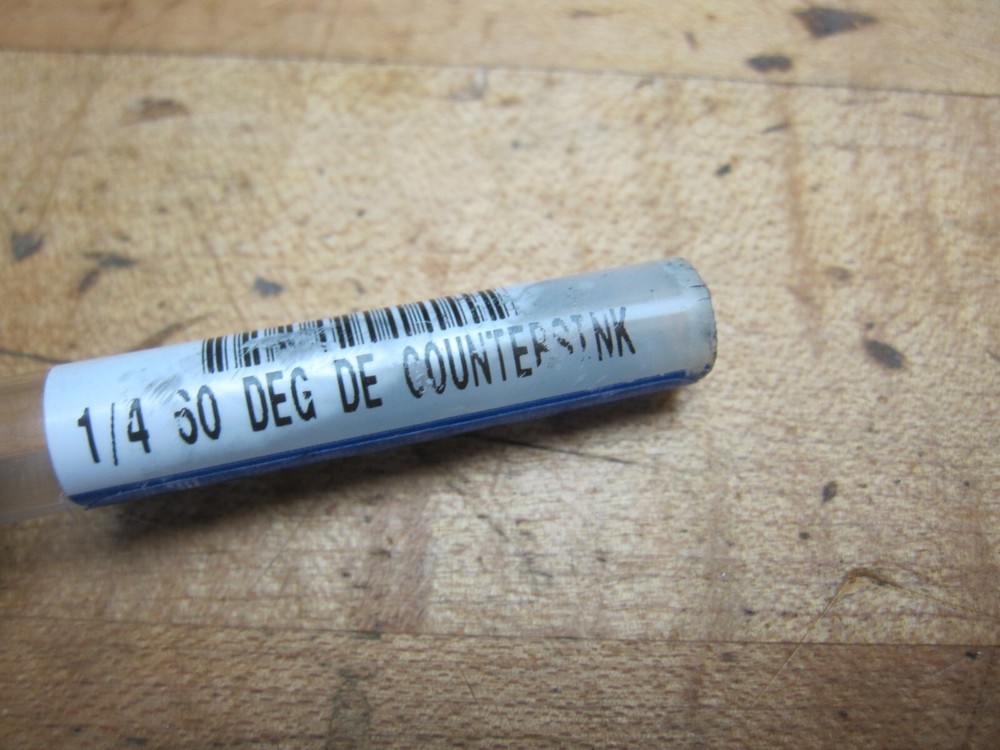 1/4 60 DEG DE COUNTERSINK